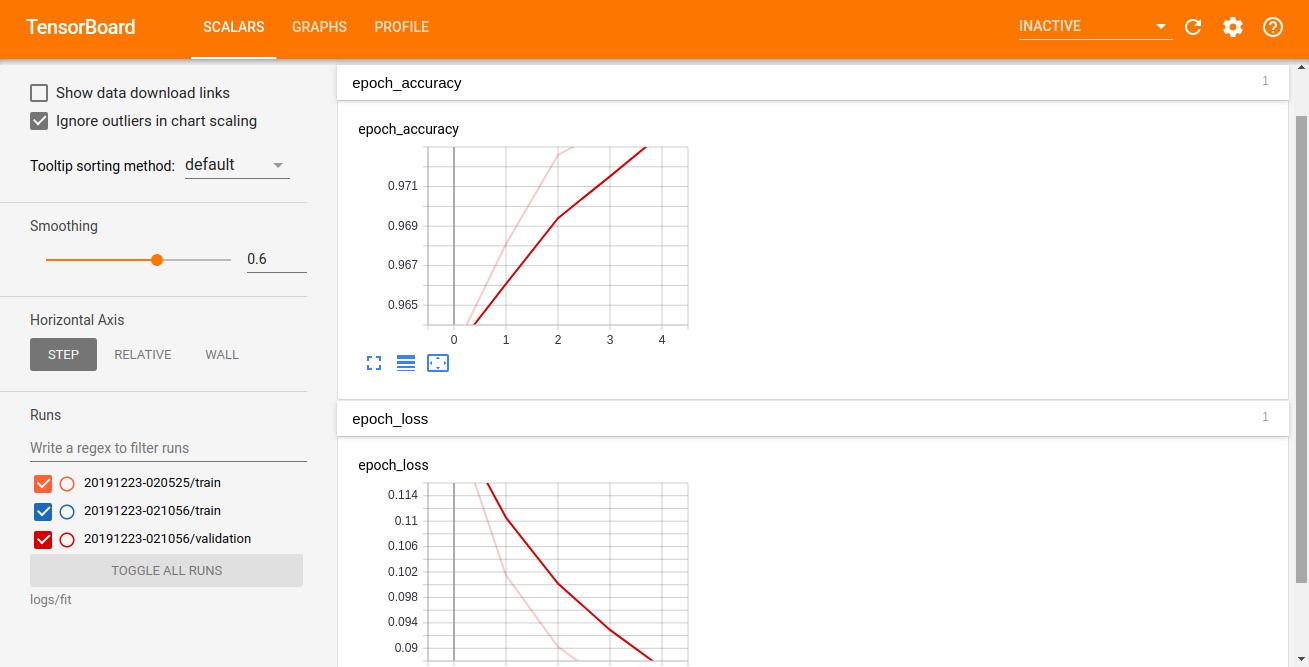 TensorBoard SCALARS GRAPHS PROFILE INACTIVE
Show data download links
Ignore outliers in chart scaling
Tooltip sorting method: default
Smoothing
0.6
Horizontal Axis
STEP RELATIVE WALL
Runs
Write a regex to filter runs
20191223-020525/train
20191223-021056/train
20191223-021056/validation
TOGGLE ALL RUNS
logs/fit
epoch_accuracy 1
epoch_accuracy
0.971
0.969
0.967
0.965
0 1 2 3 4
epoch_loss 1
epoch_loss
0.114
0.11
0.106
0.102
0.098
0.094
0.09